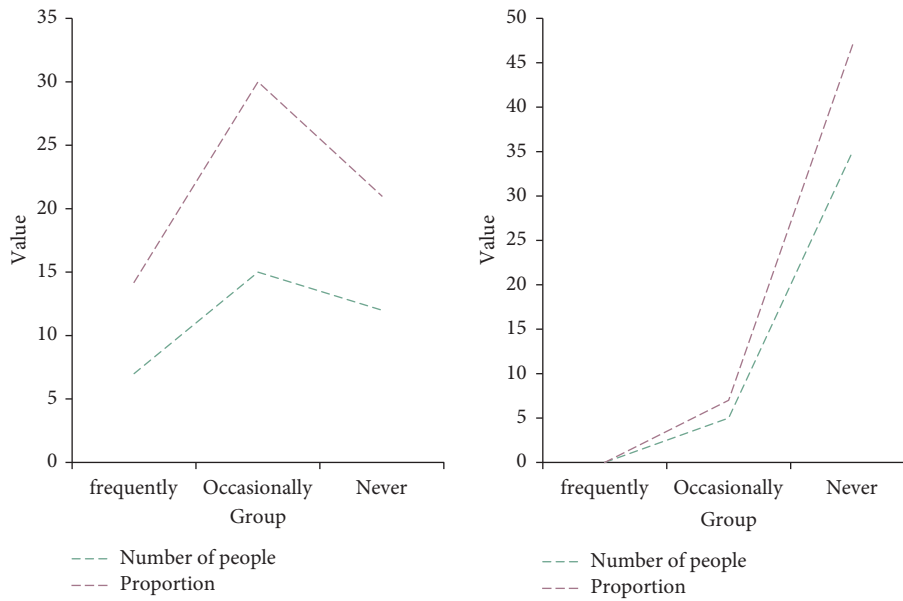 35
30
25
20
15
10
5
0
Value
frequently Occasionally Never
Group
Number of people
Proportion
50
45
40
35
30
25
20
15
10
5
0
Value
frequently Occasionally Never
Group
Number of people
Proportion